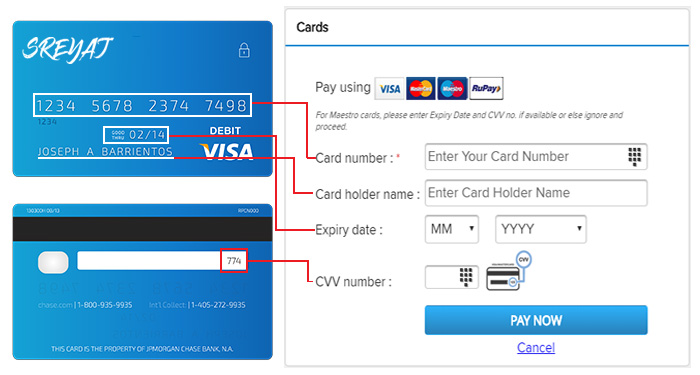 SREYAJ
1234 5678 2374 7498
1234
GOOD THRU 02/14
DEBIT
JOSEPH A BARRIENTOS
VISA
774
chase.com | 1-800-935-9935 Int'l Collect: | 1-405-272-9935
THIS CARD IS THE PROPERTY OF JPMORGAN CHASE BANK, N.A.
Cards
Pay using VISA MasterCard Maestro RuPay
For Maestro cards, please enter Expiry Date and CVV no. if available or else ignore and
proceed.
Card number : * Enter Your Card Number
Card holder name : Enter Card Holder Name
Expiry date : MM YYYY
CVV
CVV number :
PAY NOW
Cancel